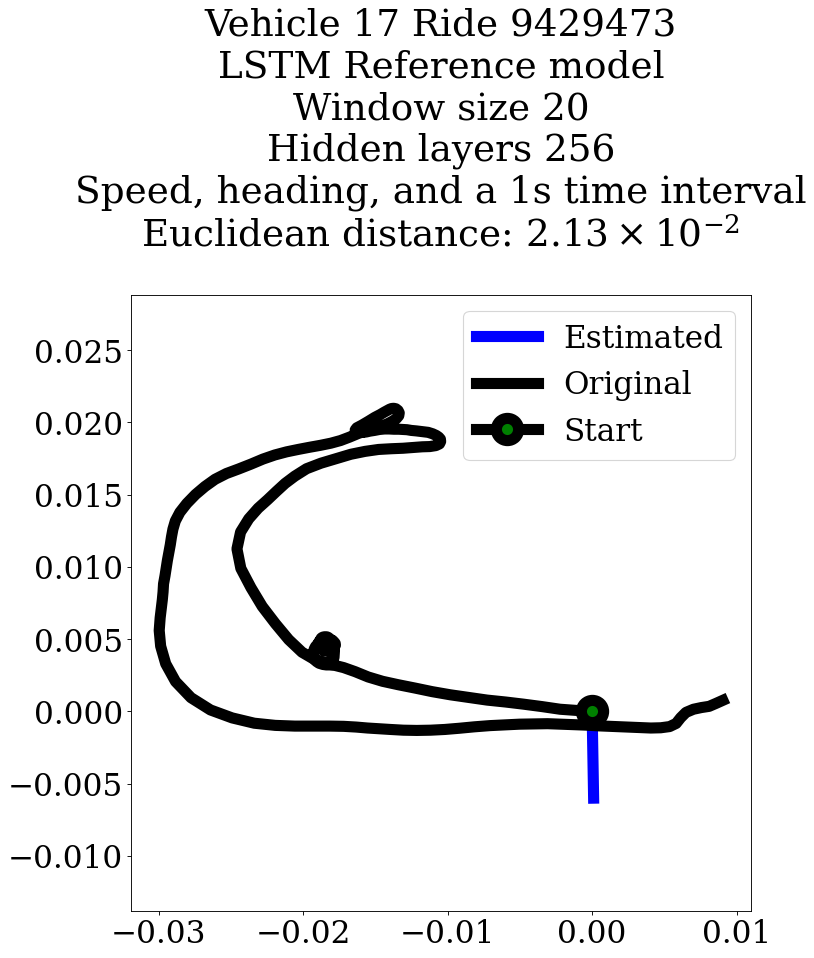 Vehicle 17 Ride 9429473
LSTM Reference model
Window size 20
Hidden layers 256
Speed, heading, and a 1s time interval
Euclidean distance: 2.13 × 10⁻²
Estimated
Original
Start
0.025
0.020
0.015
0.010
0.005
0.000
−0.005
−0.010
−0.03 −0.02 −0.01 0.00 0.01